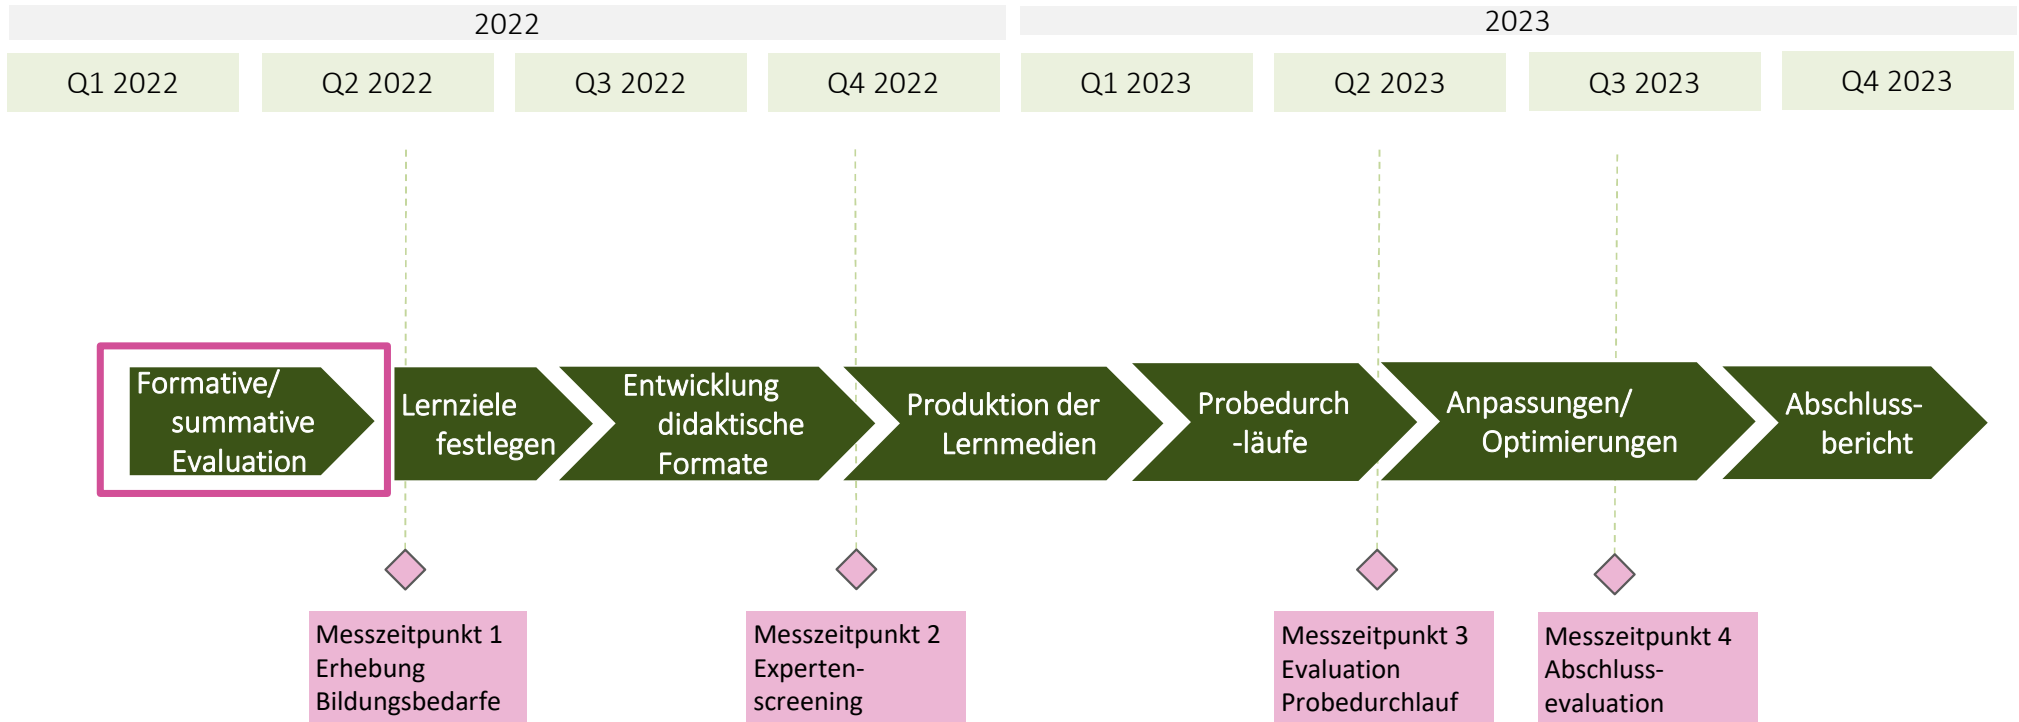 2022
2023
Q1 2022
Q2 2022
Q3 2022
Q4 2022
Q1 2023
Q2 2023
Q3 2023
Q4 2023
Formative/
summative
Evaluation
Lernziele
festlegen
Entwicklung
didaktische
Formate
Produktion der
Lernmedien
Probedurch
-läufe
Anpassungen/
Optimierungen
Abschluss-
bericht
Messzeitpunkt 1
Erhebung
Bildungsbedarfe
Messzeitpunkt 2
Experten-
screening
Messzeitpunkt 3
Evaluation
Probedurchlauf
Messzeitpunkt 4
Abschluss-
evaluation